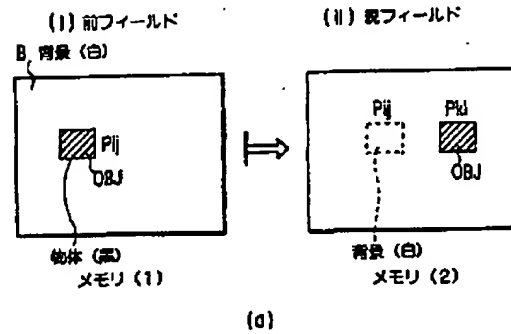 (i) 前フィールド
(ii) 現フィールド
B 背景 (白)
Pij
OBJ
物体 (黒)
メモリ (1)
Pij
Pkl
OBJ
背景 (白)
メモリ (2)
(a)